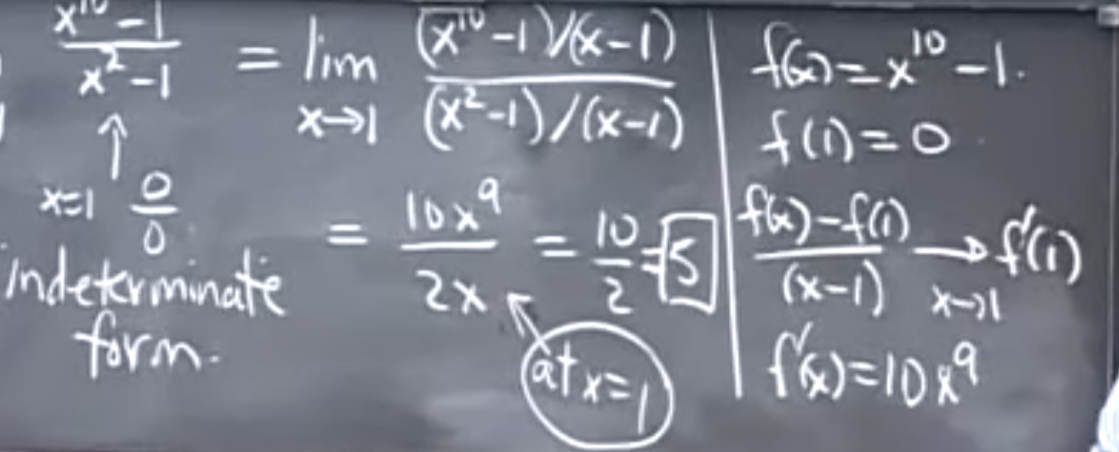 x^10 - 1 / x^2 - 1 = lim x→1 (x^10 - 1)/(x - 1) / (x^2 - 1)/(x - 1)
↑
x=1 0/0
indeterminate
form.
= 10x^9 / 2x = 10/2 = 5
at x=1
f(x) = x^10 - 1.
f(1) = 0
f(x) - f(1) / (x - 1) → x→1 f'(1)
f'(x) = 10x^9